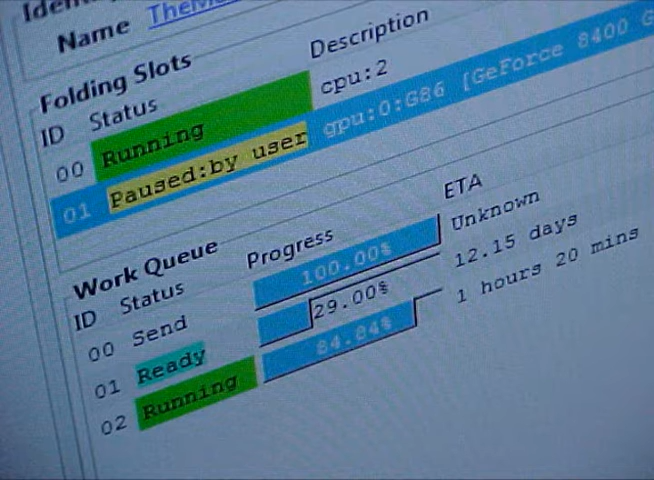 Name
Folding Slots
ID Status Description
00 Running cpu:2
01 Paused:by user gpu:0:G86 [GeForce 8400 G
Work Queue
ID Status Progress ETA
00 Send 100.00% Unknown
01 Ready 29.00% 12.15 days
02 Running 84.84% 1 hours 20 mins